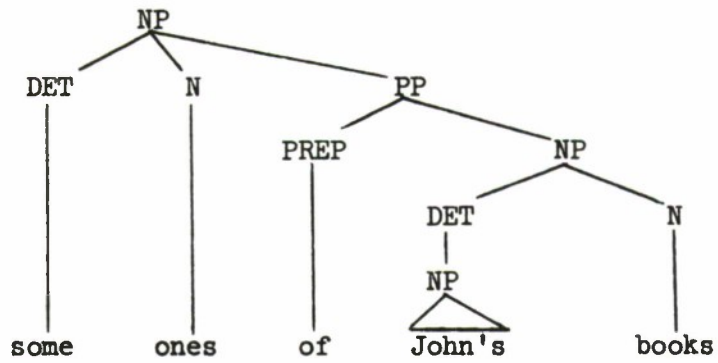 NP
DET N PP
PREP NP
DET N
NP
some ones of John's books